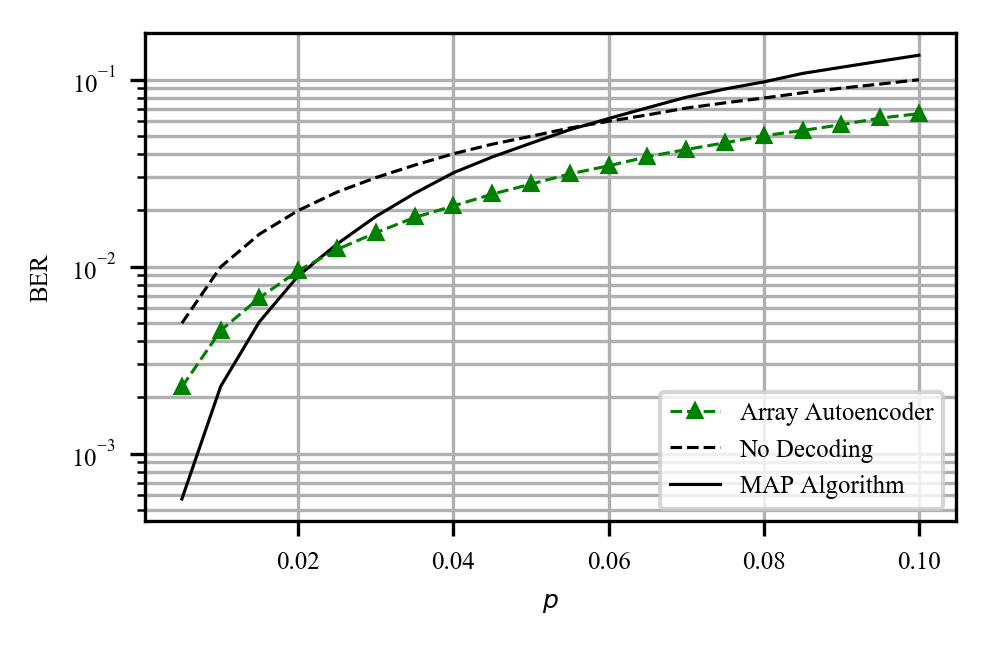 BER
10⁻¹
10⁻²
10⁻³
Array Autoencoder
No Decoding
MAP Algorithm
0.02 0.04 0.06 0.08 0.10
p